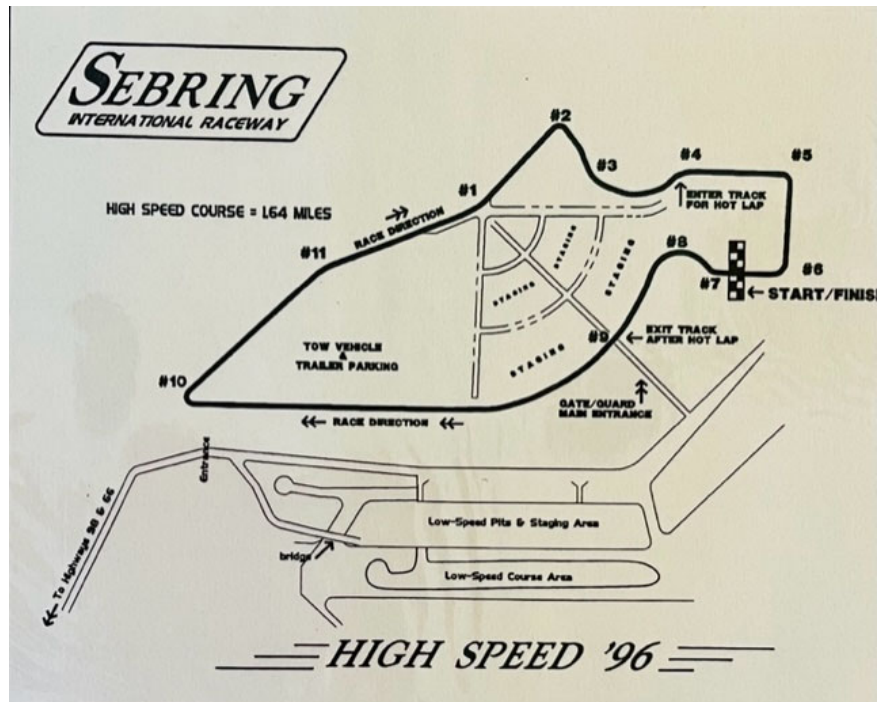 SEBRING
INTERNATIONAL RACEWAY
HIGH SPEED COURSE = 1.64 MILES
#2
#3
#4
#5
#1
ENTER TRACK
FOR HOT LAP
RACE DIRECTION
#11
STAGING
STAGING
STAGING
STAGING
#8
#7
#6
START/FINIS
#9
EXIT TRACK
AFTER HOT LAP
TOW VEHICLE
&
TRAILER PARKING
#10
GATE/GUARD
MAIN ENTRANCE
RACE DIRECTION
Entrance
To Highways 98 & 66
Low-Speed Pits & Staging Area
bridge
Low-Speed Course Area
HIGH SPEED '96